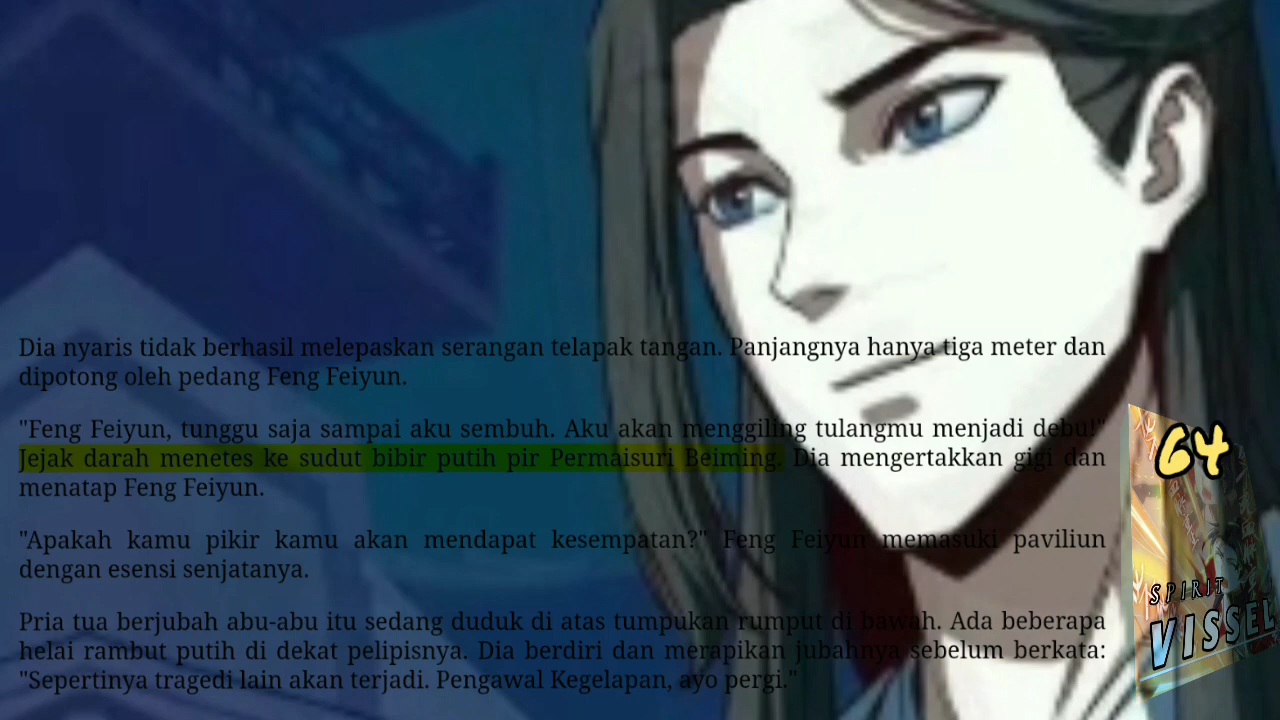 Dia nyaris tidak berhasil melepaskan serangan telapak tangan. Panjangnya hanya tiga meter dan
dipotong oleh pedang Feng Feiyun.
"Feng Feiyun, tunggu saja sampai aku sembuh. Aku akan menggiling tulangmu menjadi debu!"
Jejak darah menetes ke sudut bibir putih pir Permaisuri Beiming. Dia mengertakkan gigi dan
menatap Feng Feiyun.
"Apakah kamu pikir kamu akan mendapat kesempatan?" Feng Feiyun memasuki paviliun
dengan esensi senjatanya.
Pria tua berjubah abu-abu itu sedang duduk di atas tumpukan rumput di bawah. Ada beberapa
helai rambut putih di dekat pelipisnya. Dia berdiri dan merapikan jubahnya sebelum berkata:
"Sepertinya tragedi lain akan terjadi. Pengawal Kegelapan, ayo pergi."
64
SPIRIT
VISSEL